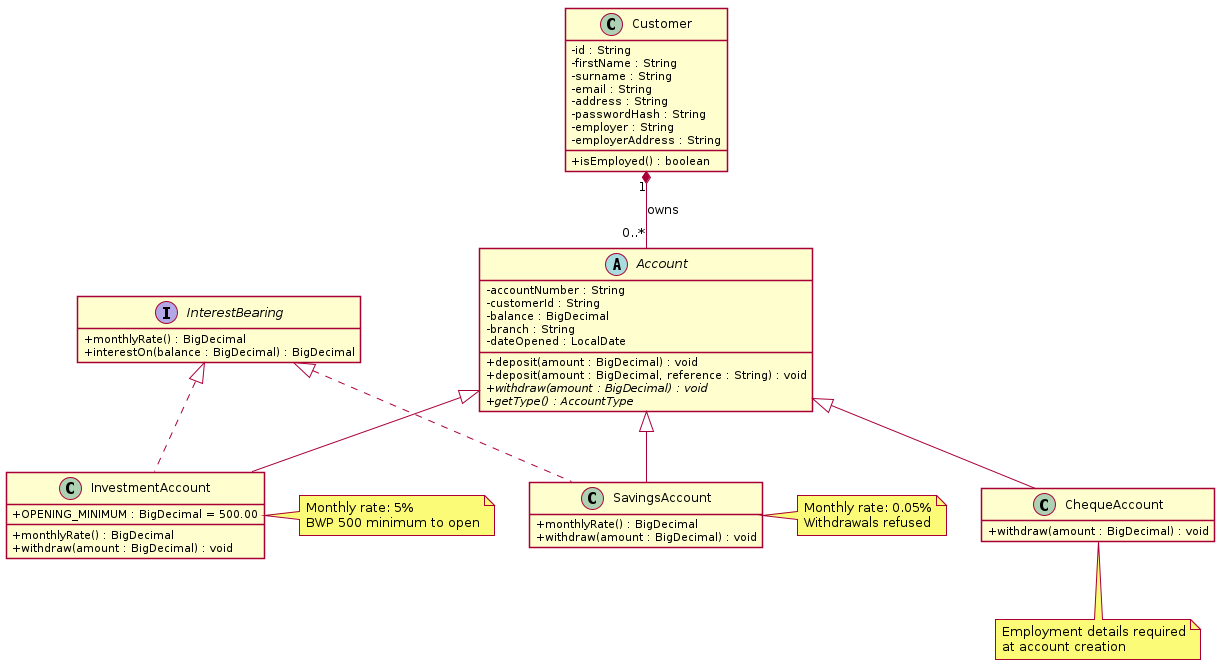 C Customer
-id : String
-firstName : String
-surname : String
-email : String
-address : String
-passwordHash : String
-employer : String
-employerAddress : String
+isEmployed() : boolean
1
owns
0..*
A Account
-accountNumber : String
-customerId : String
-balance : BigDecimal
-branch : String
-dateOpened : LocalDate
+deposit(amount : BigDecimal) : void
+deposit(amount : BigDecimal, reference : String) : void
+withdraw(amount : BigDecimal) : void
+getType() : AccountType
I InterestBearing
+monthlyRate() : BigDecimal
+interestOn(balance : BigDecimal) : BigDecimal
C InvestmentAccount
+OPENING_MINIMUM : BigDecimal = 500.00
+monthlyRate() : BigDecimal
+withdraw(amount : BigDecimal) : void
Monthly rate: 5%
BWP 500 minimum to open
C SavingsAccount
+monthlyRate() : BigDecimal
+withdraw(amount : BigDecimal) : void
Monthly rate: 0.05%
Withdrawals refused
C ChequeAccount
+withdraw(amount : BigDecimal) : void
Employment details required
at account creation